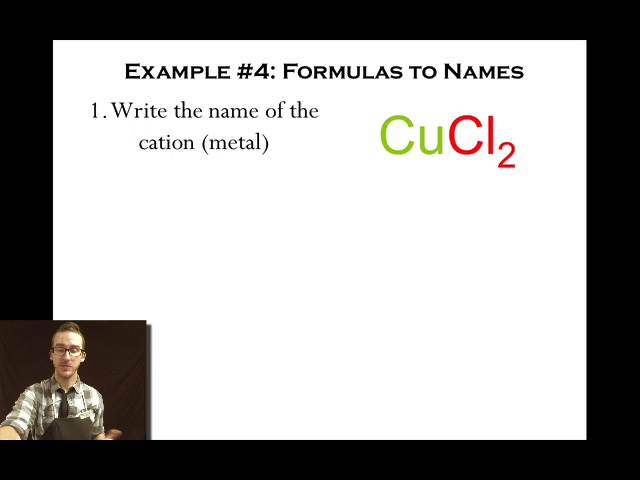 Example #4: Formulas to Names
1. Write the name of the
cation (metal)
CuCl2